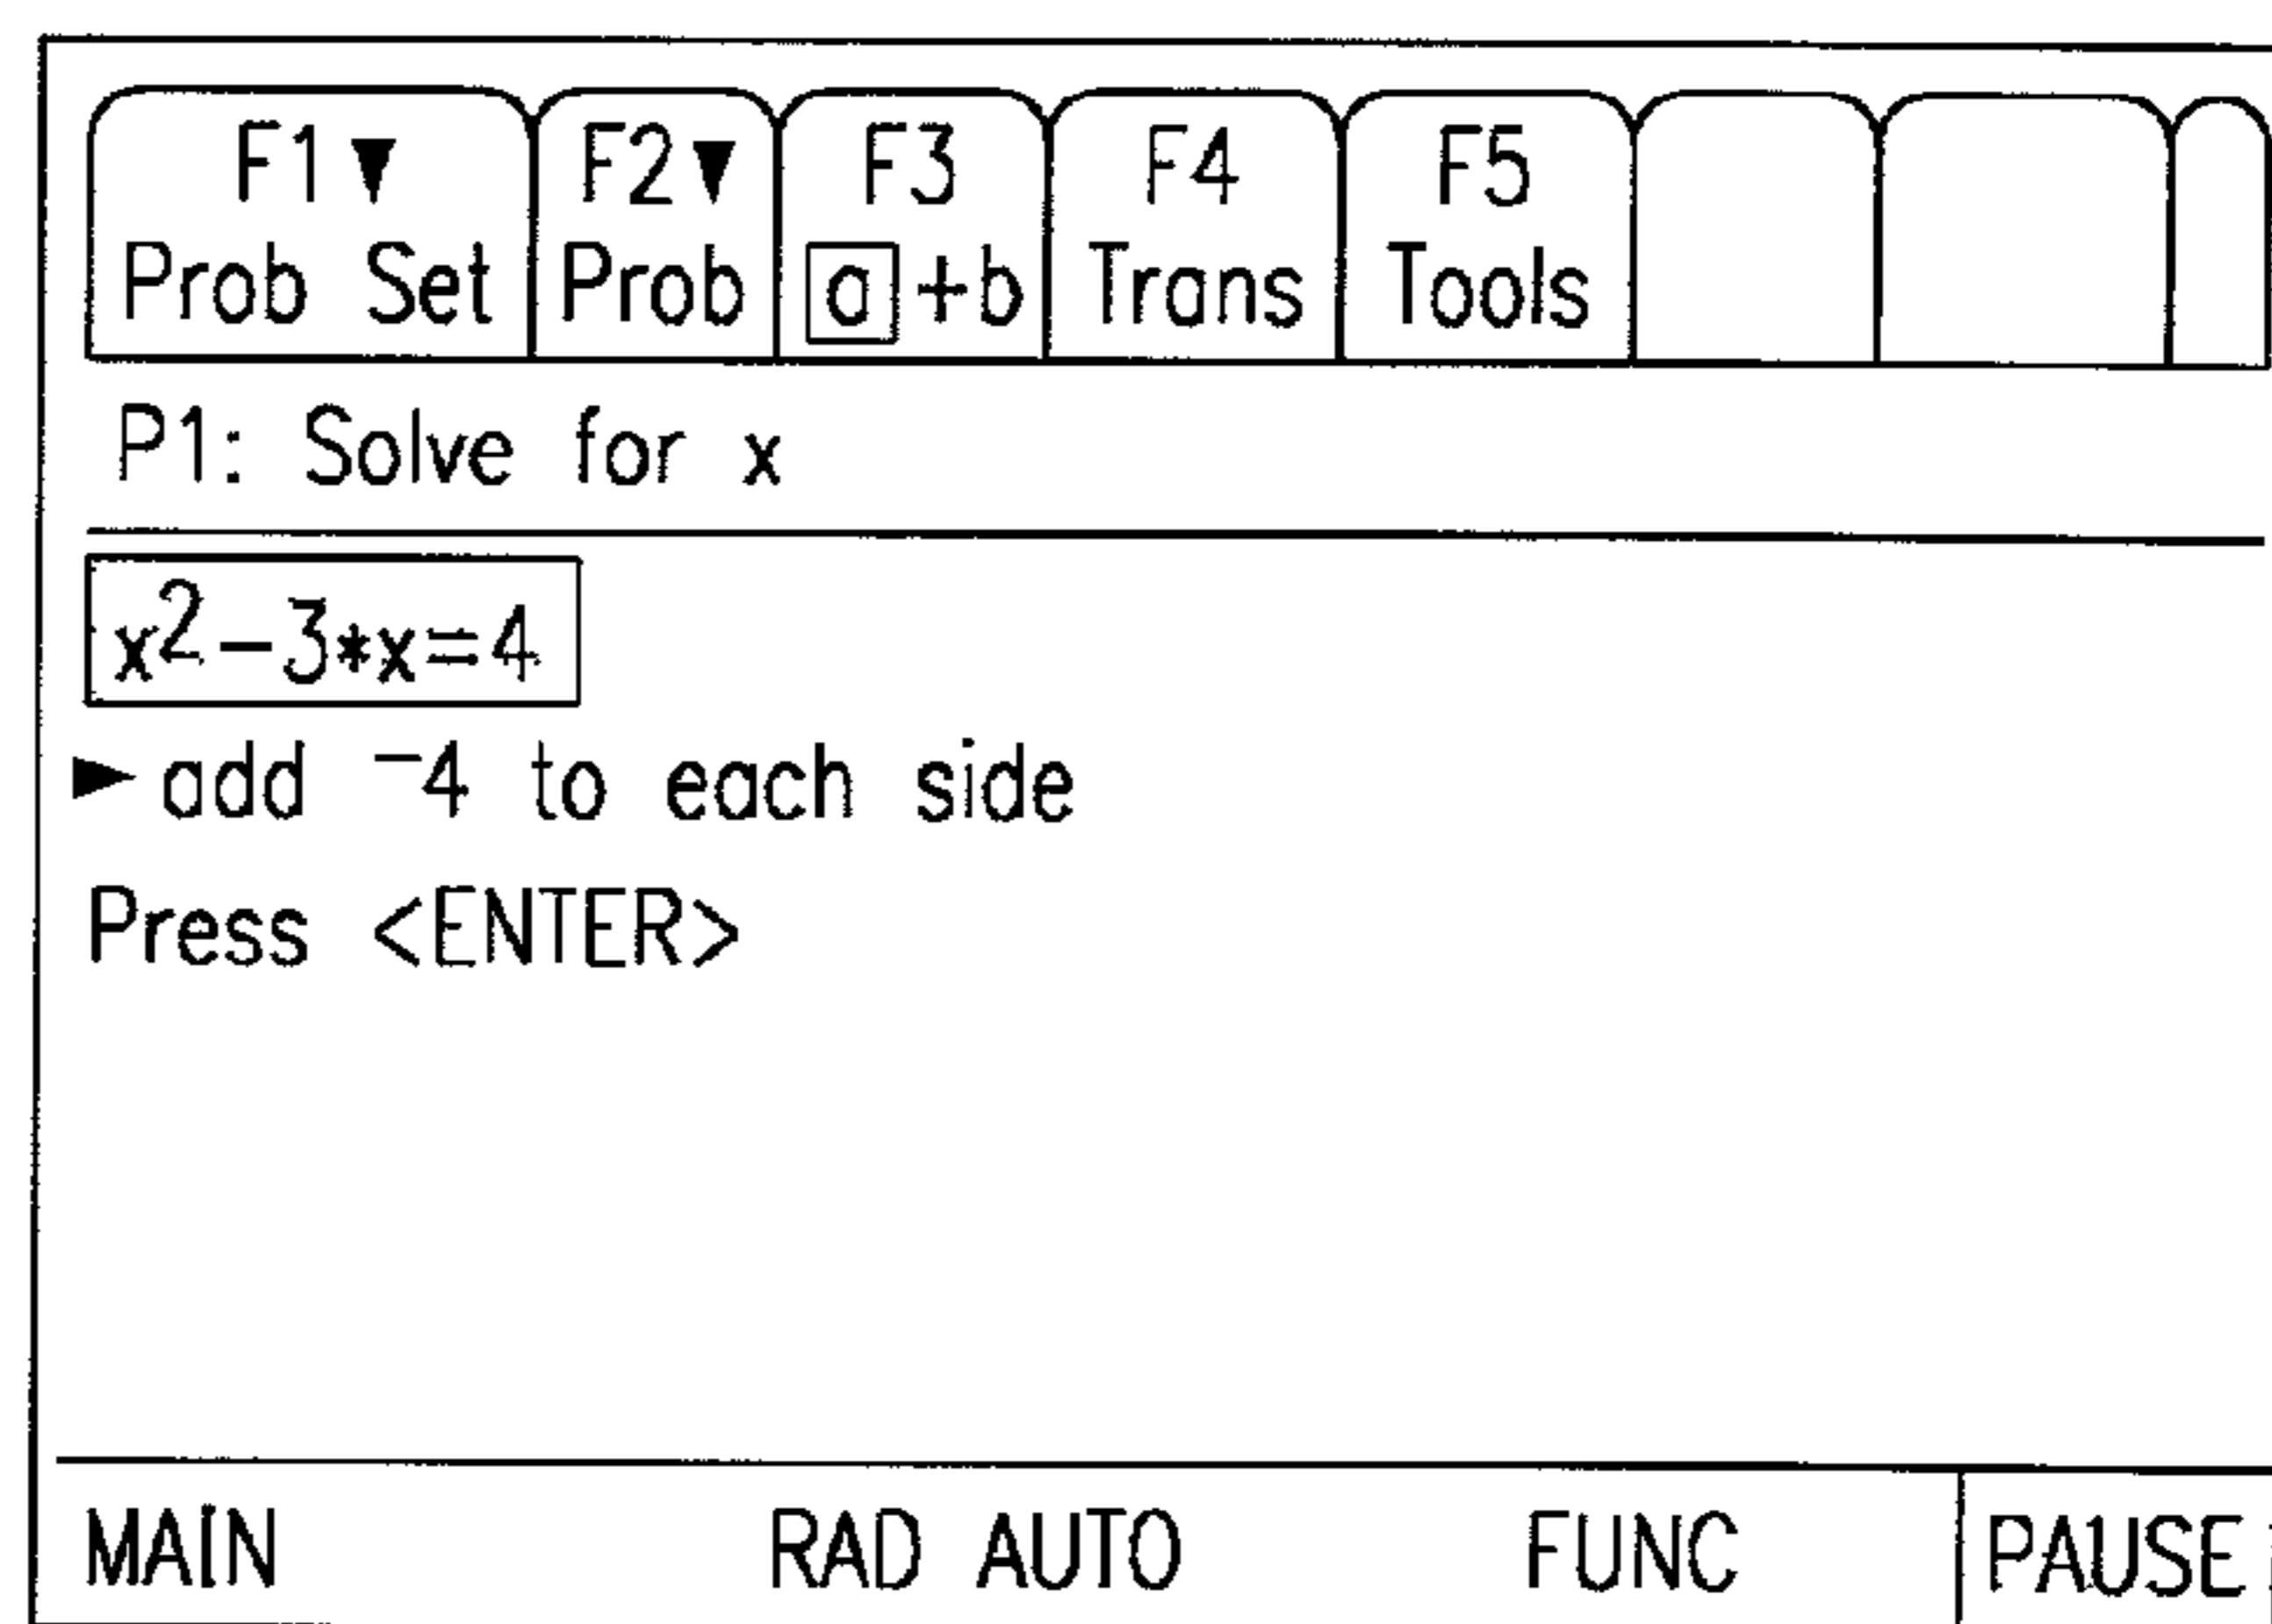 F1▼ F2▼ F3 F4 F5
Prob Set Prob a+b Trans Tools
P1: Solve for x
x²-3*x=4
► add ⁻4 to each side
Press <ENTER>
MAIN RAD AUTO FUNC PAUSE